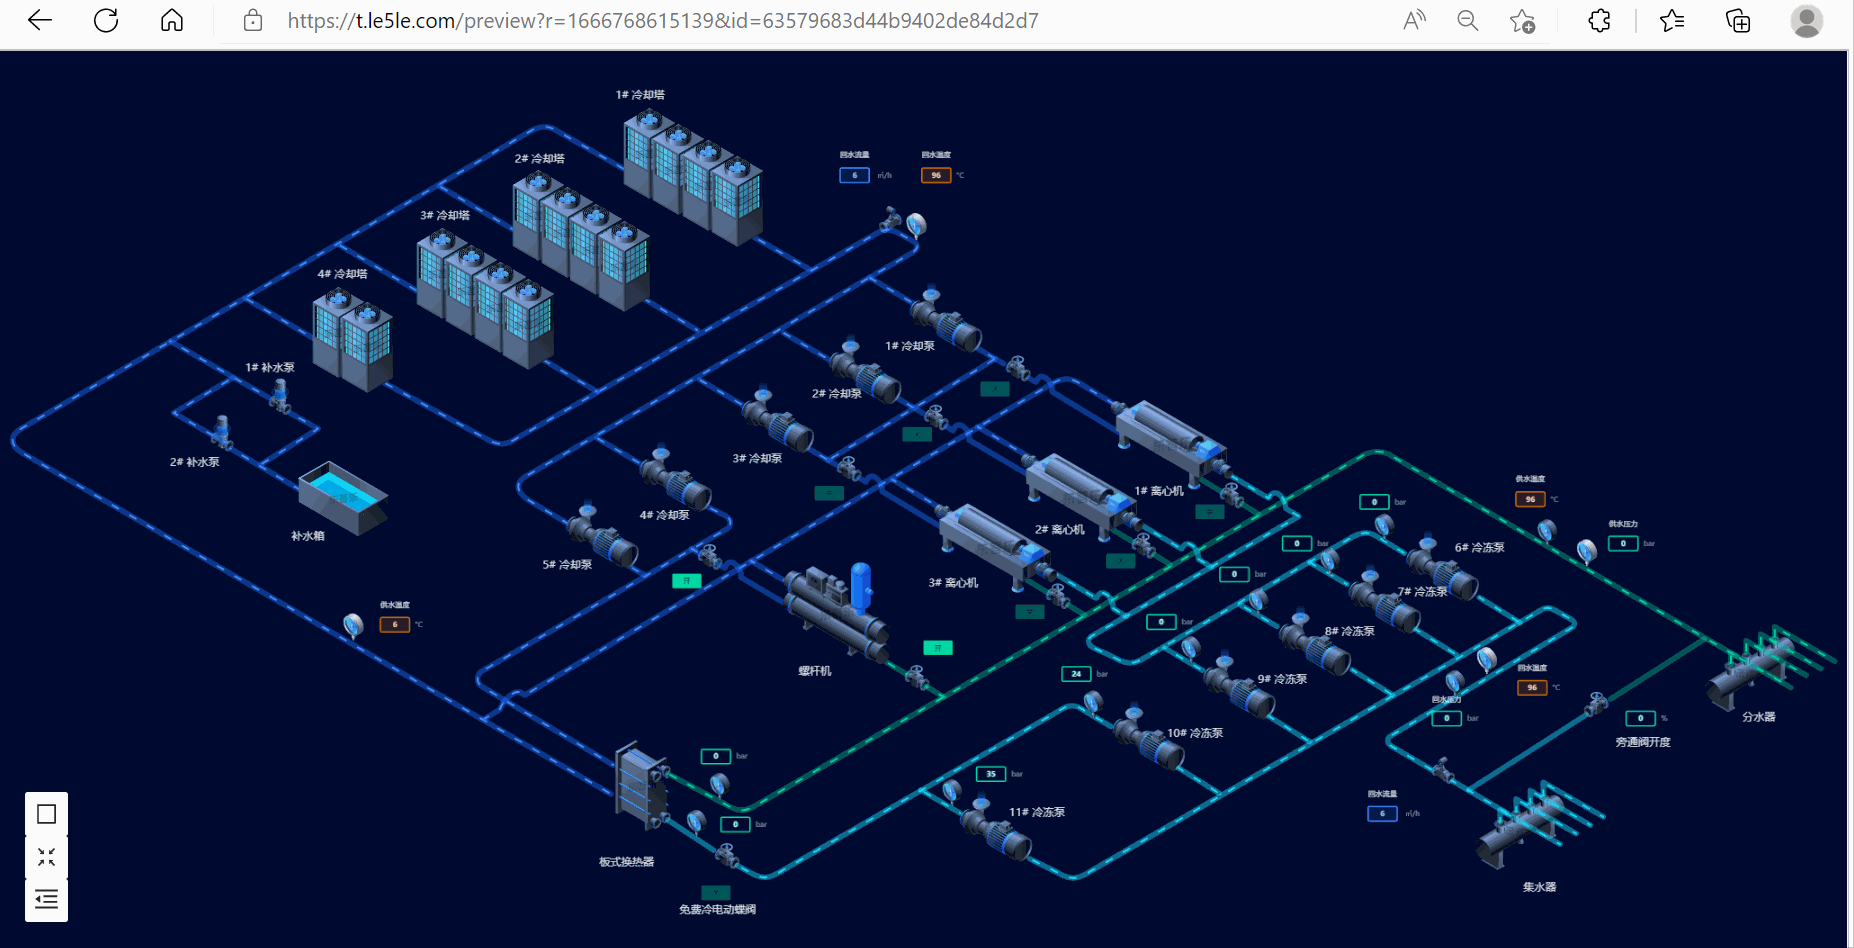 https://t.le5le.com/preview?r=1666768615139&id=63579683d44b9402de84d2d7
1# 冷却塔
2# 冷却塔
回水流量
回水温度
6 ㎥/h
96 ℃
3# 冷却塔
4# 冷却塔
1# 冷却泵
1# 补水泵
2# 冷却泵
2# 补水泵
3# 冷却泵
供水温度
96 ℃
1# 离心机
0 bar
4# 冷却泵
2# 离心机
供水压力
0 bar
补水箱
0 bar
6# 冷冻泵
5# 冷却泵
开
3# 离心机
0 bar
7# 冷冻泵
供水温度
6 ℃
0 bar
8# 冷冻泵
开
螺杆机
24 bar
9# 冷冻泵
回水温度
96 ℃
回水压力
0 bar
0 %
分水器
10# 冷冻泵
旁通阀开度
0 bar
35 bar
回水流量
6 ㎥/h
11# 冷冻泵
0 bar
板式换热器
集水器
免费冷电动蝶阀